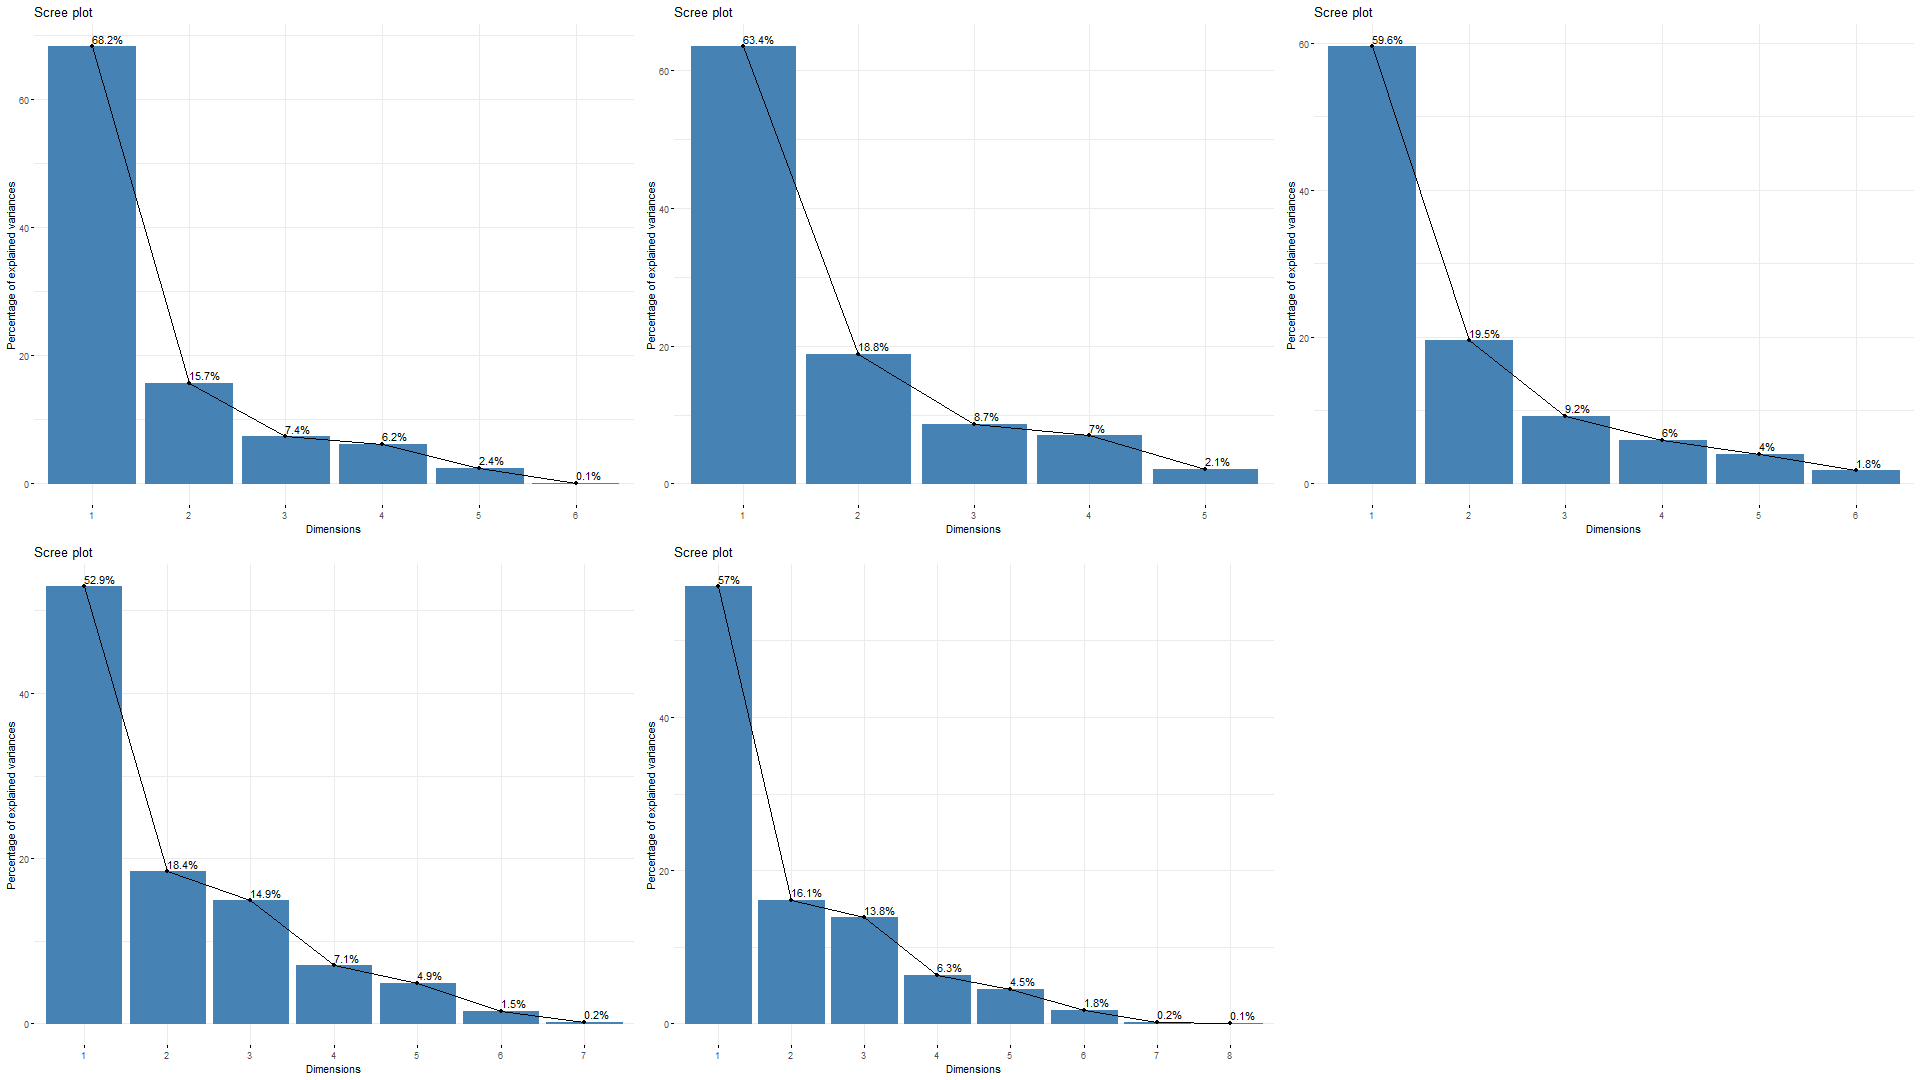 Scree plot
Percentage of explained variances
60
40
20
0
68.2%
15.7%
7.4%
6.2%
2.4%
0.1%
1 2 3 4 5 6
Dimensions
Scree plot
Percentage of explained variances
60
40
20
0
63.4%
18.8%
8.7%
7%
2.1%
1 2 3 4 5
Dimensions
Scree plot
Percentage of explained variances
60
40
20
0
59.6%
19.5%
9.2%
6%
4%
1.8%
1 2 3 4 5 6
Dimensions
Scree plot
Percentage of explained variances
40
20
0
52.9%
18.4%
14.9%
7.1%
4.9%
1.5%
0.2%
1 2 3 4 5 6 7
Dimensions
Scree plot
Percentage of explained variances
40
20
0
57%
16.1%
13.8%
6.3%
4.5%
1.8%
0.2%
0.1%
1 2 3 4 5 6 7 8
Dimensions